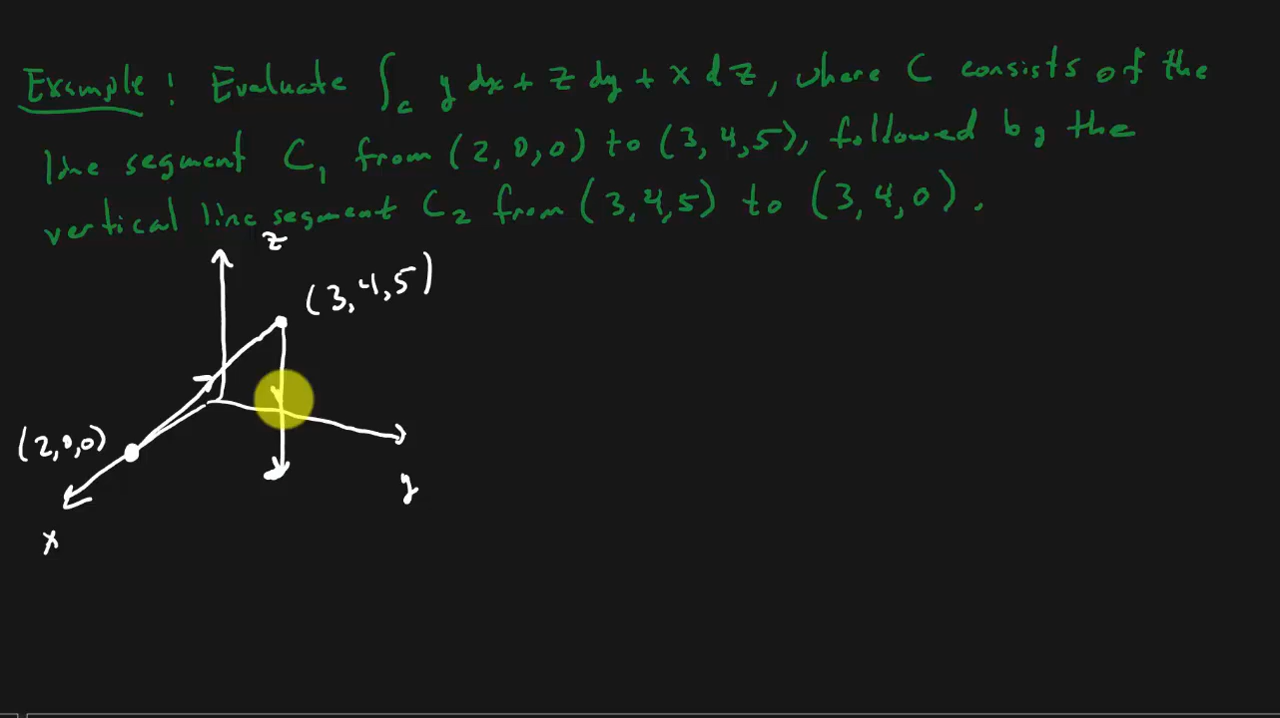 Example! Evaluate ∫_C y dx + z dy + x dz, where C consists of the
line segment C₁ from (2,0,0) to (3,4,5), followed by the
vertical line segment C₂ from (3,4,5) to (3,4,0).
z
(3,4,5)
(2,0,0)
y
x